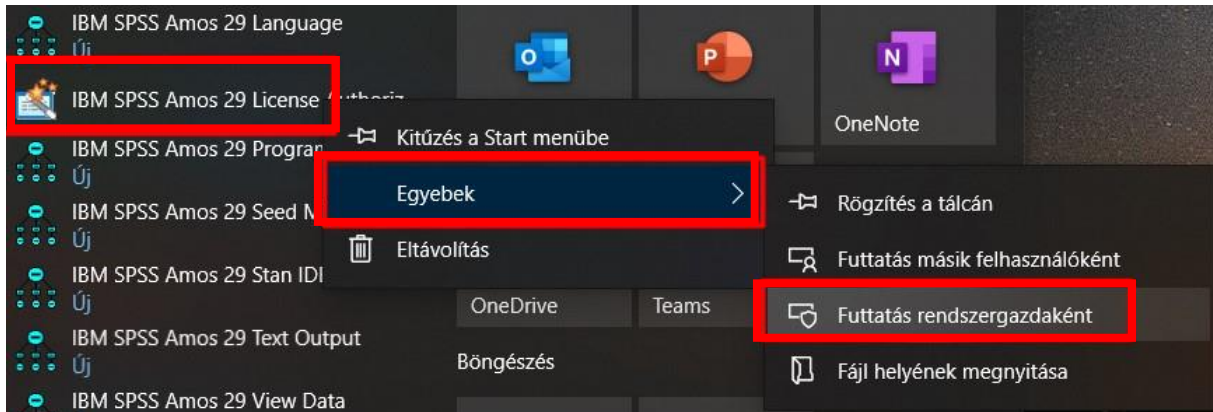 IBM SPSS Amos 29 Language
Új
IBM SPSS Amos 29 License
IBM SPSS Amos 29 Program
Új
IBM SPSS Amos 29 Seed
Új
IBM SPSS Amos 29 Stan
Új
IBM SPSS Amos 29 Text Output
Új
IBM SPSS Amos 29 View Data
Kitűzés a Start menübe
Egyebek
Eltávolítás
OneNote
OneDrive
Teams
Böngészés
Rögzítés a tálcán
Futtatás másik felhasználóként
Futtatás rendszergazdaként
Fájl helyének megnyitása